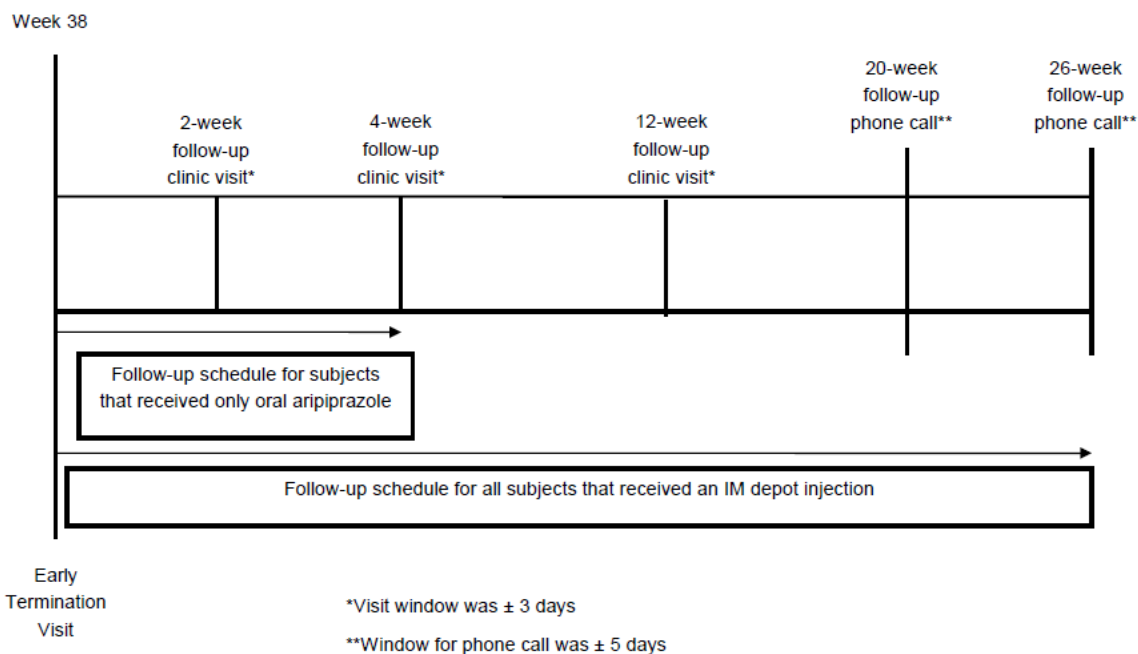 Week 38
20-week
follow-up
phone call**
26-week
follow-up
phone call**
2-week
follow-up
clinic visit*
4-week
follow-up
clinic visit*
12-week
follow-up
clinic visit*
Follow-up schedule for subjects
that received only oral aripiprazole
Follow-up schedule for all subjects that received an IM depot injection
Early
Termination
Visit
*Visit window was ± 3 days
**Window for phone call was ± 5 days